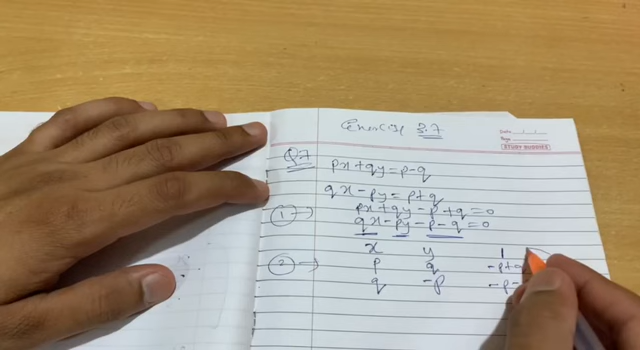 Exercise 3.7
Date
Page
STUDY BUDDIES
Q.7 px + qy = p - q
qx - py = p + q
① → px + qy - p + q = 0
qx - py - p - q = 0
x y 1
② → p q -p + q
q -p -p -